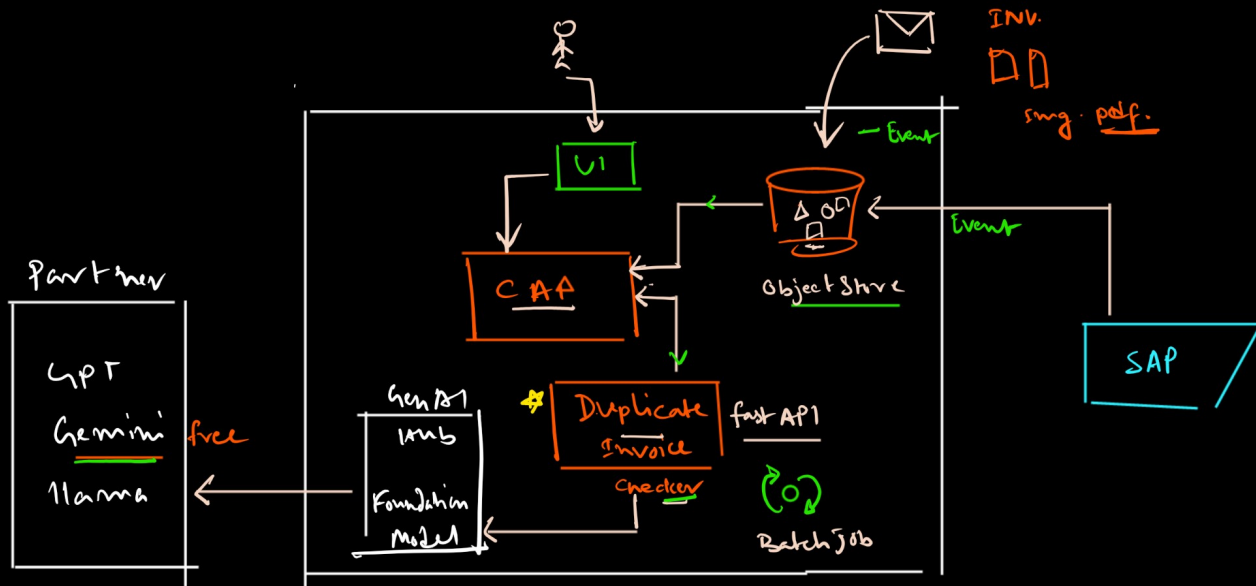 INV.
img. pdf.
- Event
UI
Event
Partner
CAP
Object Store
SAP
GPT
Gemini free
llama
GenAI
Hub
Foundation
Model
Duplicate
Invoice
Checker
fast API
Batch job